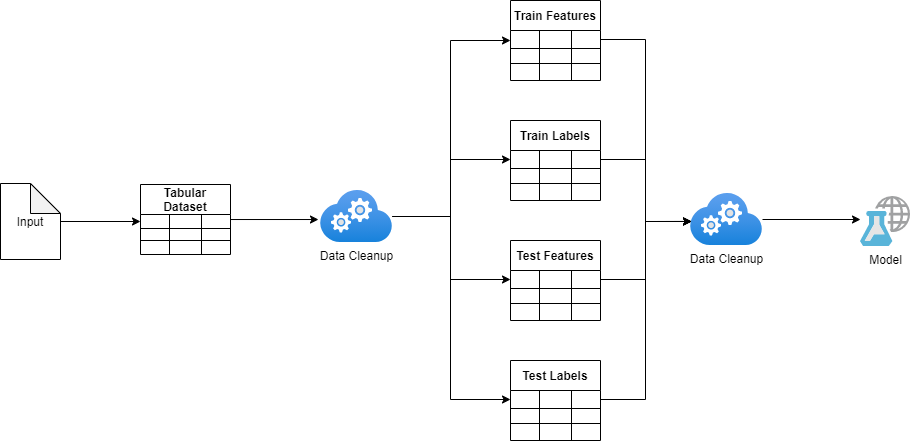 Input
Tabular
Dataset
Data Cleanup
Train Features
Train Labels
Test Features
Test Labels
Data Cleanup
Model